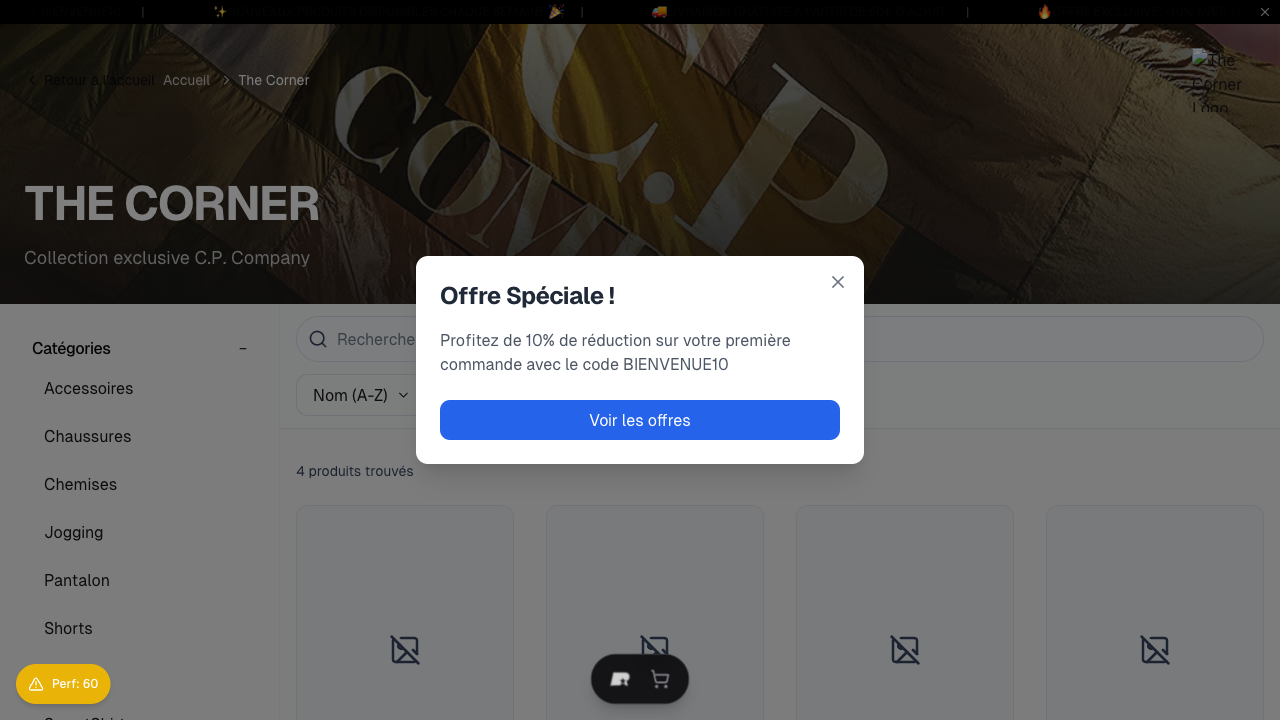 Retour à l'accueil Accueil The Corner
The
Corner
Logo
THE CORNER
Collection exclusive C.P. Company
Offre Spéciale !
Profitez de 10% de réduction sur votre première
commande avec le code BIENVENUE10
Voir les offres
Catégories
Accessoires
Chaussures
Chemises
Jogging
Pantalon
Shorts
Recherche
Nom (A-Z)
4 produits trouvés
Perf: 60